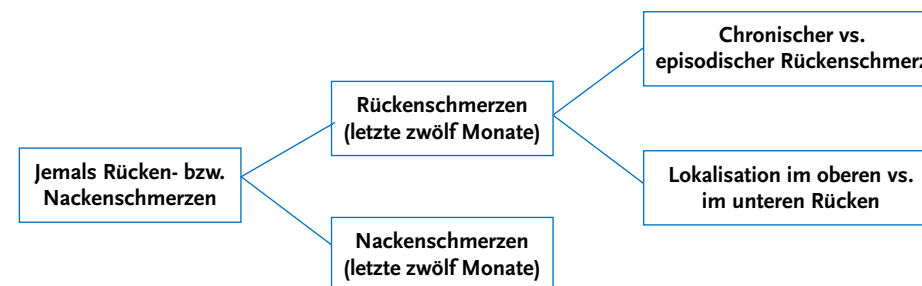 Chronischer vs.
episodischer Rückenschmerz
Rückenschmerzen
(letzte zwölf Monate)
Jemals Rücken- bzw.
Nackenschmerzen
Lokalisation im oberen vs.
im unteren Rücken
Nackenschmerzen
(letzte zwölf Monate)